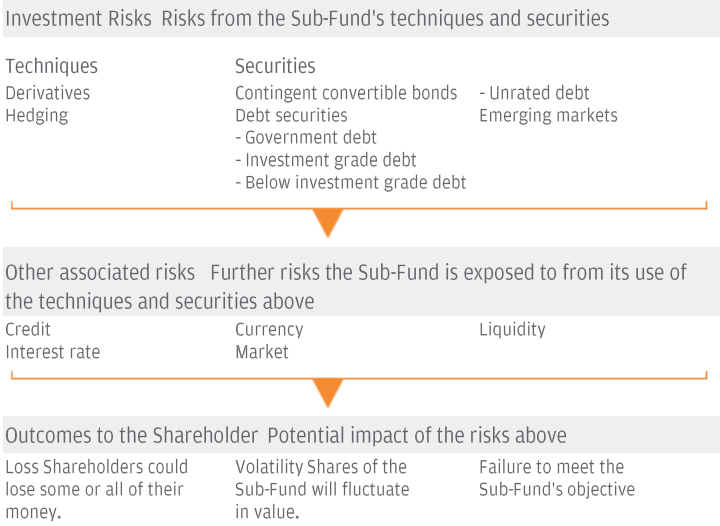 Investment Risks Risks from the Sub-Fund's techniques and securities
Techniques
Derivatives
Hedging
Securities
Contingent convertible bonds
Debt securities
- Government debt
- Investment grade debt
- Below investment grade debt
- Unrated debt
Emerging markets
Other associated risks Further risks the Sub-Fund is exposed to from its use of
the techniques and securities above
Credit
Interest rate
Currency
Market
Liquidity
Outcomes to the Shareholder Potential impact of the risks above
Loss Shareholders could
lose some or all of their
money.
Volatility Shares of the
Sub-Fund will fluctuate
in value.
Failure to meet the
Sub-Fund's objective